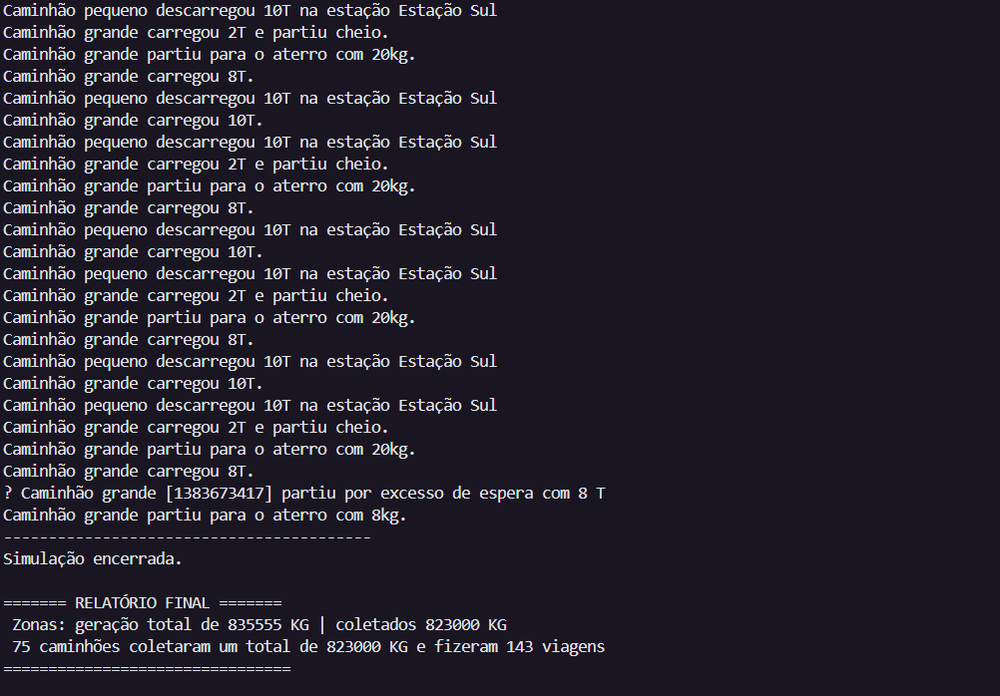 Caminhão pequeno descarregou 10T na estação Estação Sul
Caminhão grande carregou 2T e partiu cheio.
Caminhão grande partiu para o aterro com 20kg.
Caminhão grande carregou 8T.
Caminhão pequeno descarregou 10T na estação Estação Sul
Caminhão grande carregou 10T.
Caminhão pequeno descarregou 10T na estação Estação Sul
Caminhão grande carregou 2T e partiu cheio.
Caminhão grande partiu para o aterro com 20kg.
Caminhão grande carregou 8T.
Caminhão pequeno descarregou 10T na estação Estação Sul
Caminhão grande carregou 10T.
Caminhão pequeno descarregou 10T na estação Estação Sul
Caminhão grande carregou 2T e partiu cheio.
Caminhão grande partiu para o aterro com 20kg.
Caminhão grande carregou 8T.
Caminhão pequeno descarregou 10T na estação Estação Sul
Caminhão grande carregou 10T.
Caminhão pequeno descarregou 10T na estação Estação Sul
Caminhão grande carregou 2T e partiu cheio.
Caminhão grande partiu para o aterro com 20kg.
Caminhão grande carregou 8T.
? Caminhão grande [1383673417] partiu por excesso de espera com 8 T
Caminhão grande partiu para o aterro com 8kg.
-----------------------------------------
Simulação encerrada.
======= RELATÓRIO FINAL =======
Zonas: geração total de 835555 KG | coletados 823000 KG
75 caminhões coletaram um total de 823000 KG e fizeram 143 viagens
================================